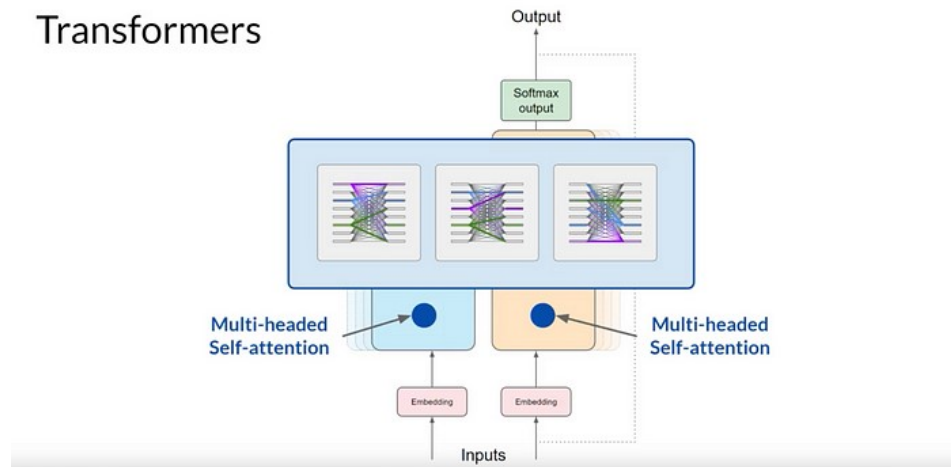 Transformers
Output
Softmax
output
Multi-headed
Self-attention
Multi-headed
Self-attention
Embedding
Embedding
Inputs